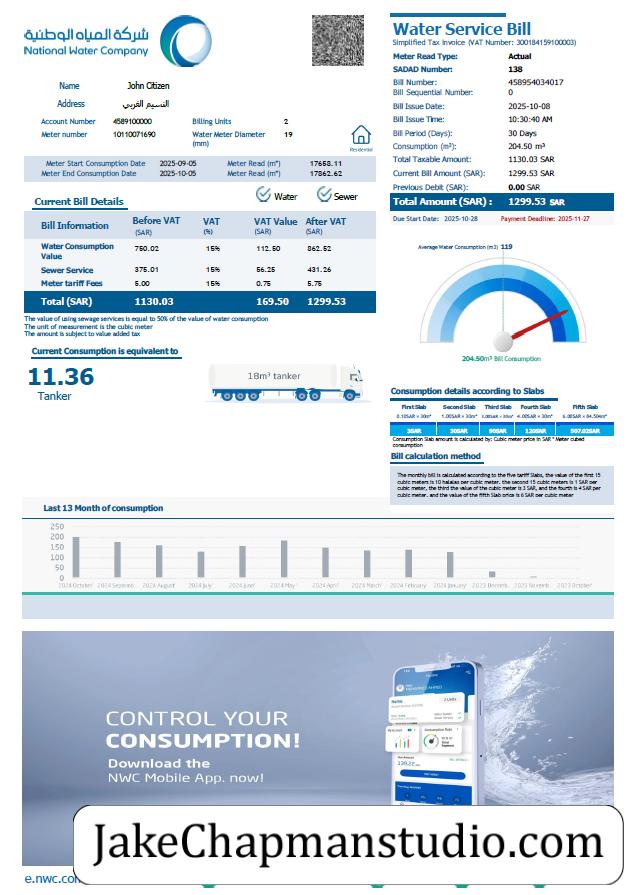 شركة المياه الوطنية
National Water Company
Water Service Bill
Simplified Tax Invoice (VAT Number: 300184159100003)
Meter Read Type: Actual
SADAD Number: 138
Bill Number: 458954034017
Bill Sequential Number: 0
Bill Issue Date: 2025-10-08
Bill Issue Time: 10:30:40 AM
Bill Period (Days): 30 Days
Consumption (m³): 204.50 m³
Total Taxable Amount: 1130.03 SAR
Current Bill Amount (SAR): 1299.53 SAR
Previous Debit (SAR): 0.00 SAR
Total Amount (SAR) : 1299.53 SAR
Due Start Date: 2025-10-28 Payment Deadline: 2025-11-27
Name John Citizen
Address النسيم الغربي
Account Number 4589100000 Billing Units 2
Meter number 10110071690 Water Meter Diameter (mm) 19
Residential
Meter Start Consumption Date 2025-09-05 Meter Read (m³) 17658.11
Meter End Consumption Date 2025-10-05 Meter Read (m³) 17862.62
Current Bill Details Water Sewer
Bill Information Before VAT (SAR) VAT (%) VAT Value (SAR) After VAT (SAR)
Water Consumption Value 750.02 15% 112.50 862.52
Sewer Service 375.01 15% 56.25 431.26
Meter tariff Fees 5.00 15% 0.75 5.75
Total (SAR) 1130.03 169.50 1299.53
The value of using sewage services is equal to 50% of the value of water consumption
The unit of measurement is the cubic meter
The amount is subject to value added tax
Current Consumption is equivalent to
11.36
Tanker
18m³ tanker
Average Water Consumption (m3) 119
204.50m³ Bill Consumption
Consumption details according to Slabs
First Slab Second Slab Third Slab Fourth Slab Fifth Slab
0.10SAR × 30m³ 1.00SAR × 30m³ 3.00SAR × 30m³ 4.00SAR × 30m³ 6.00SAR × 84.50m³
3SAR 30SAR 90SAR 120SAR 507.02SAR
Consumption Slab amount is calculated by: Cubic meter price in SAR * Meter cubed
consumption
Bill calculation method
The monthly bill is calculated according to the five tariff Slabs, the value of the first 15
cubic meters is 10 halalas per cubic meter. the second 15 cubic meters is 1 SAR per
cubic meter, the third the value of the cubic meter is 3 SAR, and the fourth is 4 SAR per
cubic meter. and the value of the fifth Slab price is 6 SAR per cubic meter
Last 13 Month of consumption
250
200
150
100
50
0
2024 October' 2024 Septemb.. 2024 August' 2024 July' 2024 June' 2024 May ' 2024 April' 2024 March' 2024 February' 2024 January' 2023 Decemb.. 2023 Novemb.. 2023 October'
CONTROL YOUR
CONSUMPTION!
Download the
NWC Mobile App. now!
JakeChapmanstudio.com